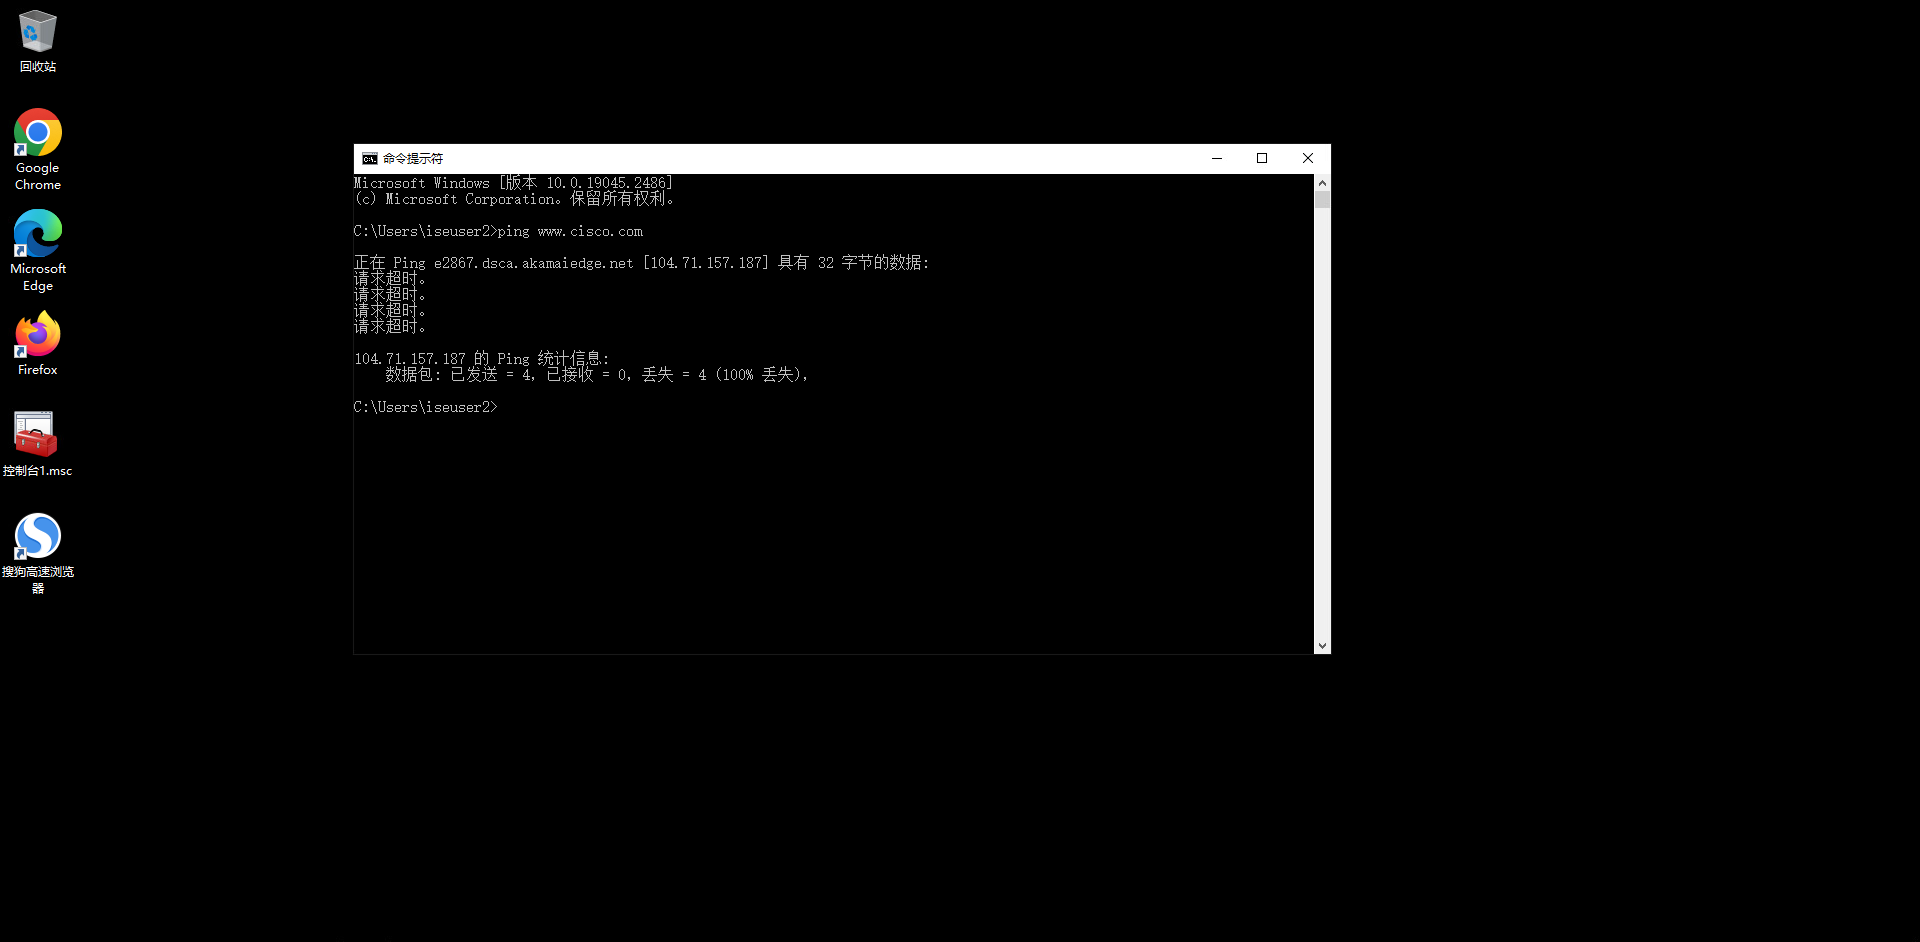 回收站
Google
Chrome
Microsoft
Edge
Firefox
控制台1.msc
搜狗高速浏览
器
命令提示符
Microsoft Windows [版本 10.0.19045.2486]
(c) Microsoft Corporation。保留所有权利。
C:\Users\iseuser2>ping www.cisco.com
正在 Ping e2867.dsca.akamaiedge.net [104.71.157.187] 具有 32 字节的数据:
请求超时。
请求超时。
请求超时。
请求超时。
104.71.157.187 的 Ping 统计信息:
数据包: 已发送 = 4, 已接收 = 0, 丢失 = 4 (100% 丢失),
C:\Users\iseuser2>